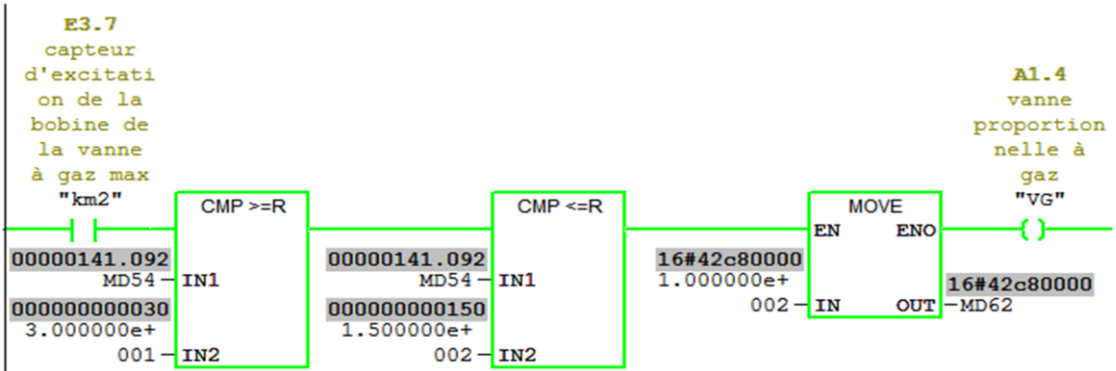 E3.7
capteur
d'excitati
on de la
bobine de
la vanne
à gaz max
"km2"
CMP >=R
00000141.092
MD54
IN1
000000000030
3.000000e+
001
IN2
CMP <=R
00000141.092
MD54
IN1
000000000150
1.500000e+
002
IN2
MOVE
EN
ENO
16#42c80000
1.000000e+
002
IN
OUT
16#42c80000
MD62
A1.4
vanne
proportion
nelle à
gaz
"VG"